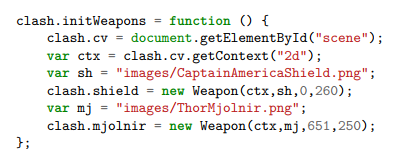 clash.initWeapons = function () {
    clash.cv = document.getElementById("scene");
    var ctx = clash.cv.getContext("2d");
    var sh = "images/CaptainAmericaShield.png";
    clash.shield = new Weapon(ctx,sh,0,260);
    var mj = "images/ThorMjolnir.png";
    clash.mjolnir = new Weapon(ctx,mj,651,250);
};